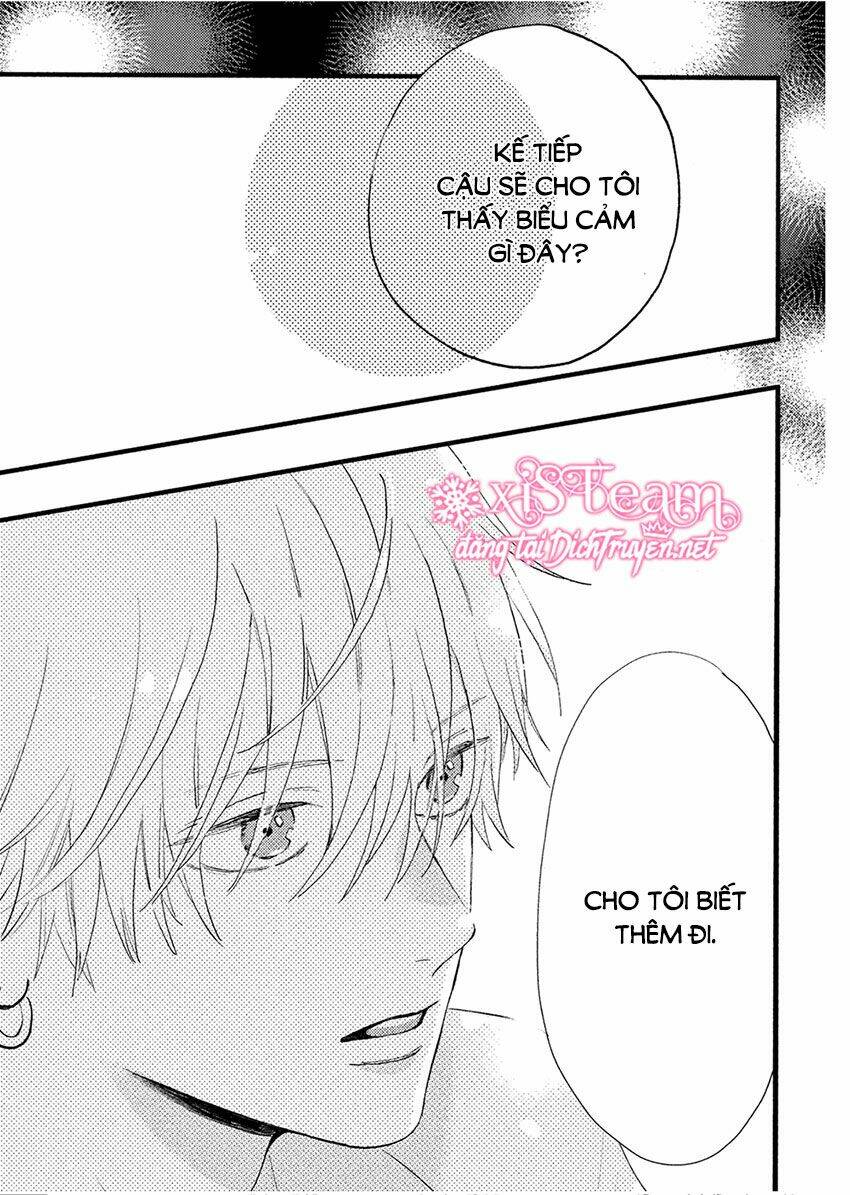 KẾ TIẾP
CẬU SẼ CHO TÔI
THẤY BIỂU CẢM
GÌ ĐÂY?
xiSTeam
đăng tại DichTruyen.net
CHO TÔI BIẾT
THÊM ĐI.